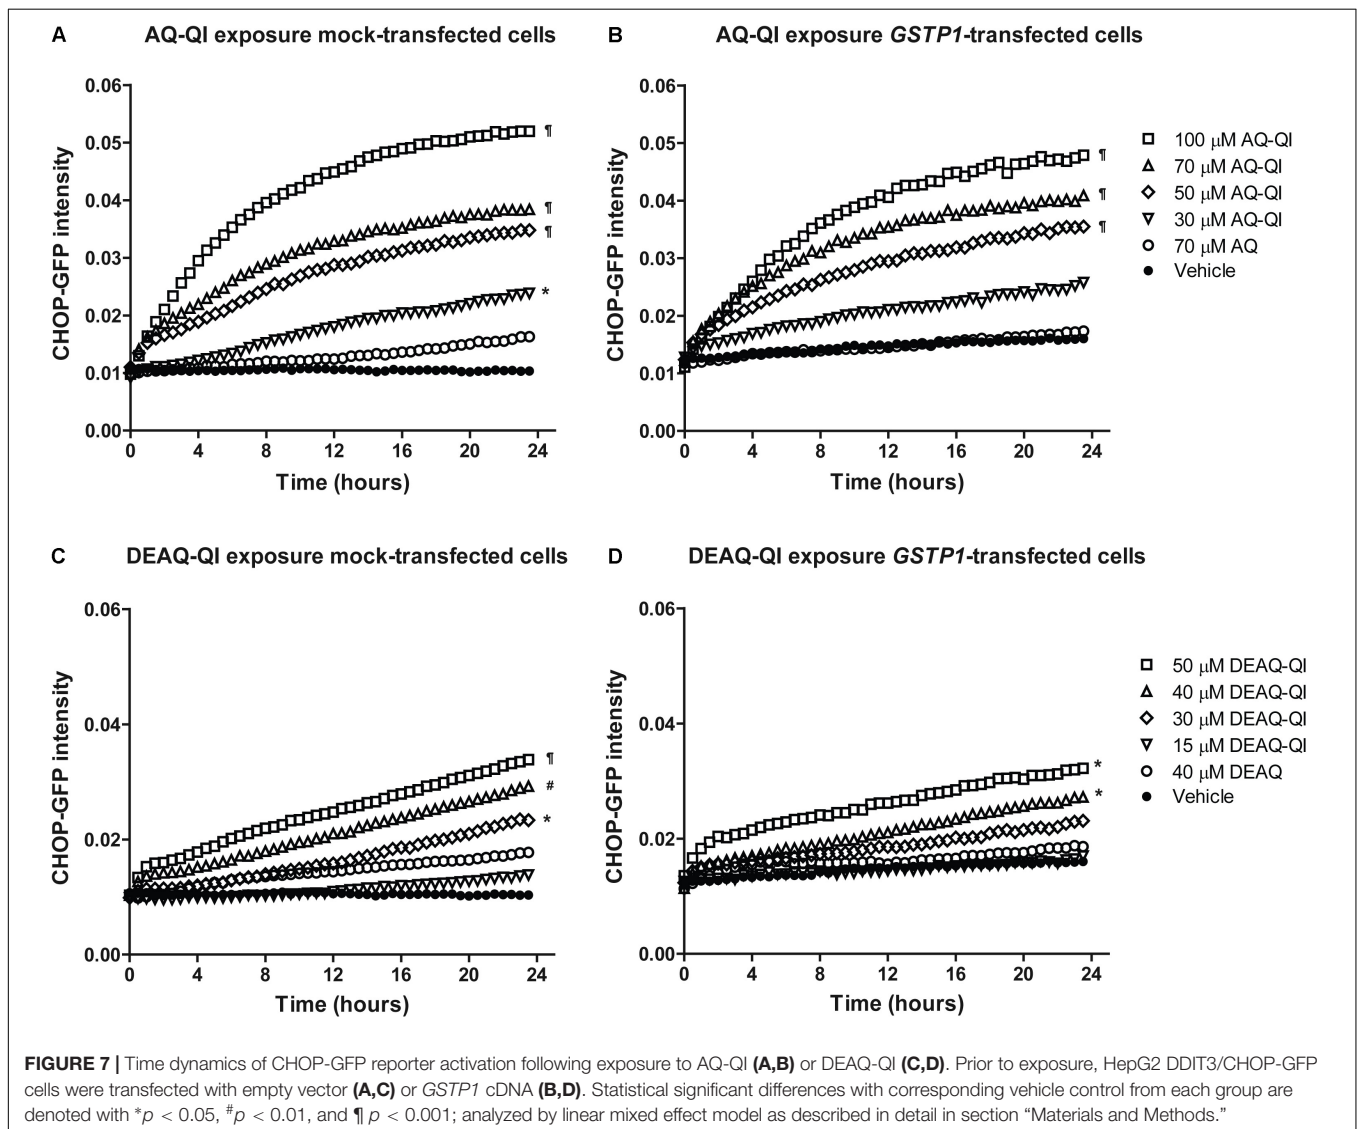 A AQ-QI exposure mock-transfected cells
CHOP-GFP intensity
0.06
0.05
0.04
0.03
0.02
0.01
0.00
¶
¶
¶
*
0 4 8 12 16 20 24
Time (hours)
B AQ-QI exposure GSTP1-transfected cells
CHOP-GFP intensity
0.06
0.05
0.04
0.03
0.02
0.01
0.00
¶
¶
¶
0 4 8 12 16 20 24
Time (hours)
100 µM AQ-QI
70 µM AQ-QI
50 µM AQ-QI
30 µM AQ-QI
70 µM AQ
Vehicle
C DEAQ-QI exposure mock-transfected cells
CHOP-GFP intensity
0.06
0.04
0.02
0.00
¶
#
*
0 4 8 12 16 20 24
Time (hours)
D DEAQ-QI exposure GSTP1-transfected cells
CHOP-GFP intensity
0.06
0.04
0.02
0.00
*
*
0 4 8 12 16 20 24
Time (hours)
50 µM DEAQ-QI
40 µM DEAQ-QI
30 µM DEAQ-QI
15 µM DEAQ-QI
40 µM DEAQ
Vehicle
FIGURE 7 | Time dynamics of CHOP-GFP reporter activation following exposure to AQ-QI (A,B) or DEAQ-QI (C,D). Prior to exposure, HepG2 DDIT3/CHOP-GFP
cells were transfected with empty vector (A,C) or GSTP1 cDNA (B,D). Statistical significant differences with corresponding vehicle control from each group are
denoted with *p < 0.05, #p < 0.01, and ¶ p < 0.001; analyzed by linear mixed effect model as described in detail in section “Materials and Methods.”